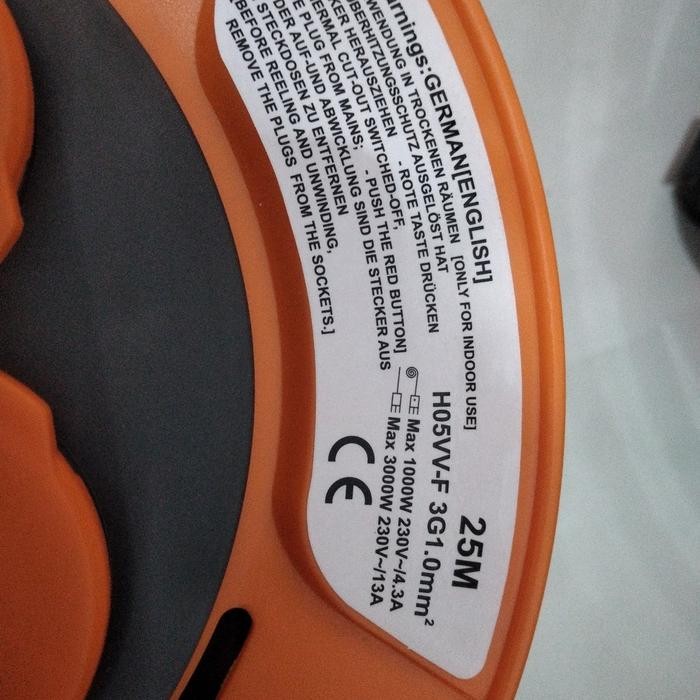 rnings:GERMAN[ENGLISH]
WENDUNG IN TROCKENEN RÄUMEN [ONLY FOR INDOOR USE]
BERHITZUNGSSCHUTZ AUSGELÖST HAT
KER HERAUSZIEHEN - ROTE TASTE DRÜCKEN
ERMAL CUT-OUT SWITCHED-OFF,
E PLUG FROM MAINS; - PUSH THE RED BUTTON]
DER AUF-UND ABWICKLUNG SIND DIE STECKER AUS
STECKDOSEN ZU ENTFERNEN
BEFORE REELING AND UNWINDING,
REMOVE THE PLUGS FROM THE SOCKETS.]
25M
H05VV-F 3G1.0mm²
Max 1000W 230V~/4.3A
Max 3000W 230V~/13A
CE